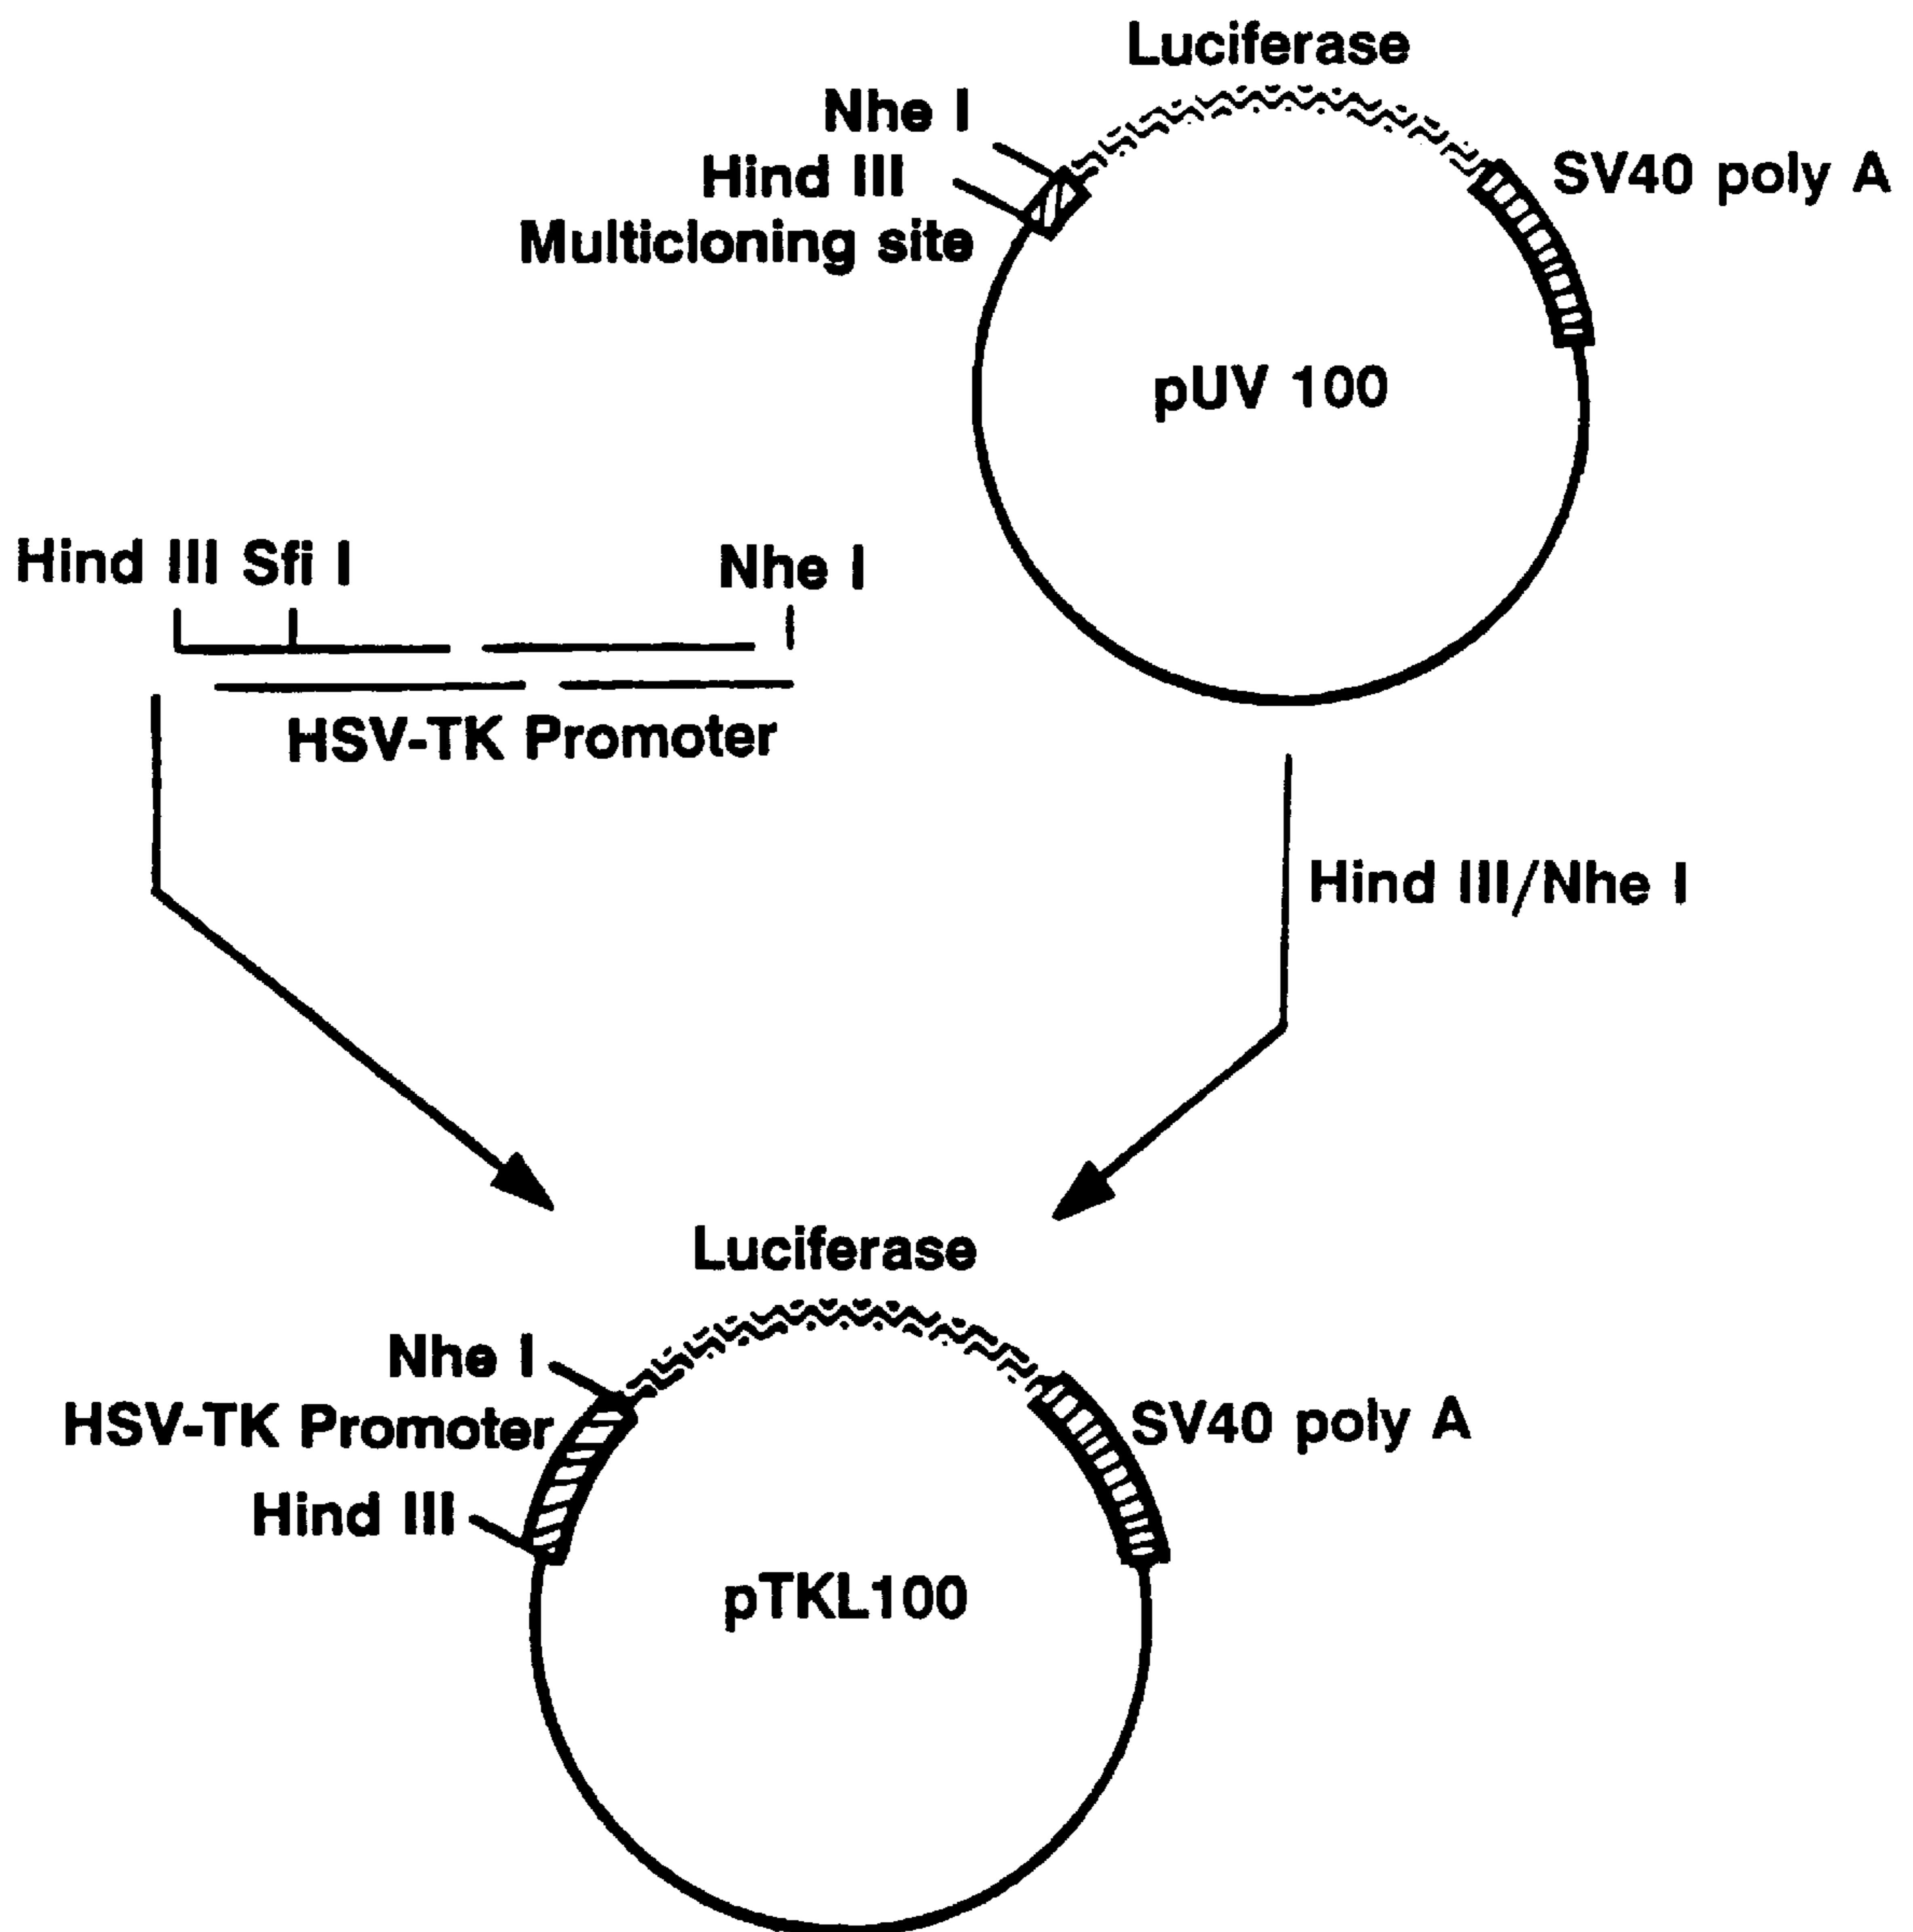 Luciferase
Nhe I
Hind III
Multicloning site
SV40 poly A
pUV 100
Hind III Sfi I
Nhe I
HSV-TK Promoter
Hind III/Nhe I
Luciferase
Nhe I
HSV-TK Promoter
SV40 poly A
Hind III
pTKL100